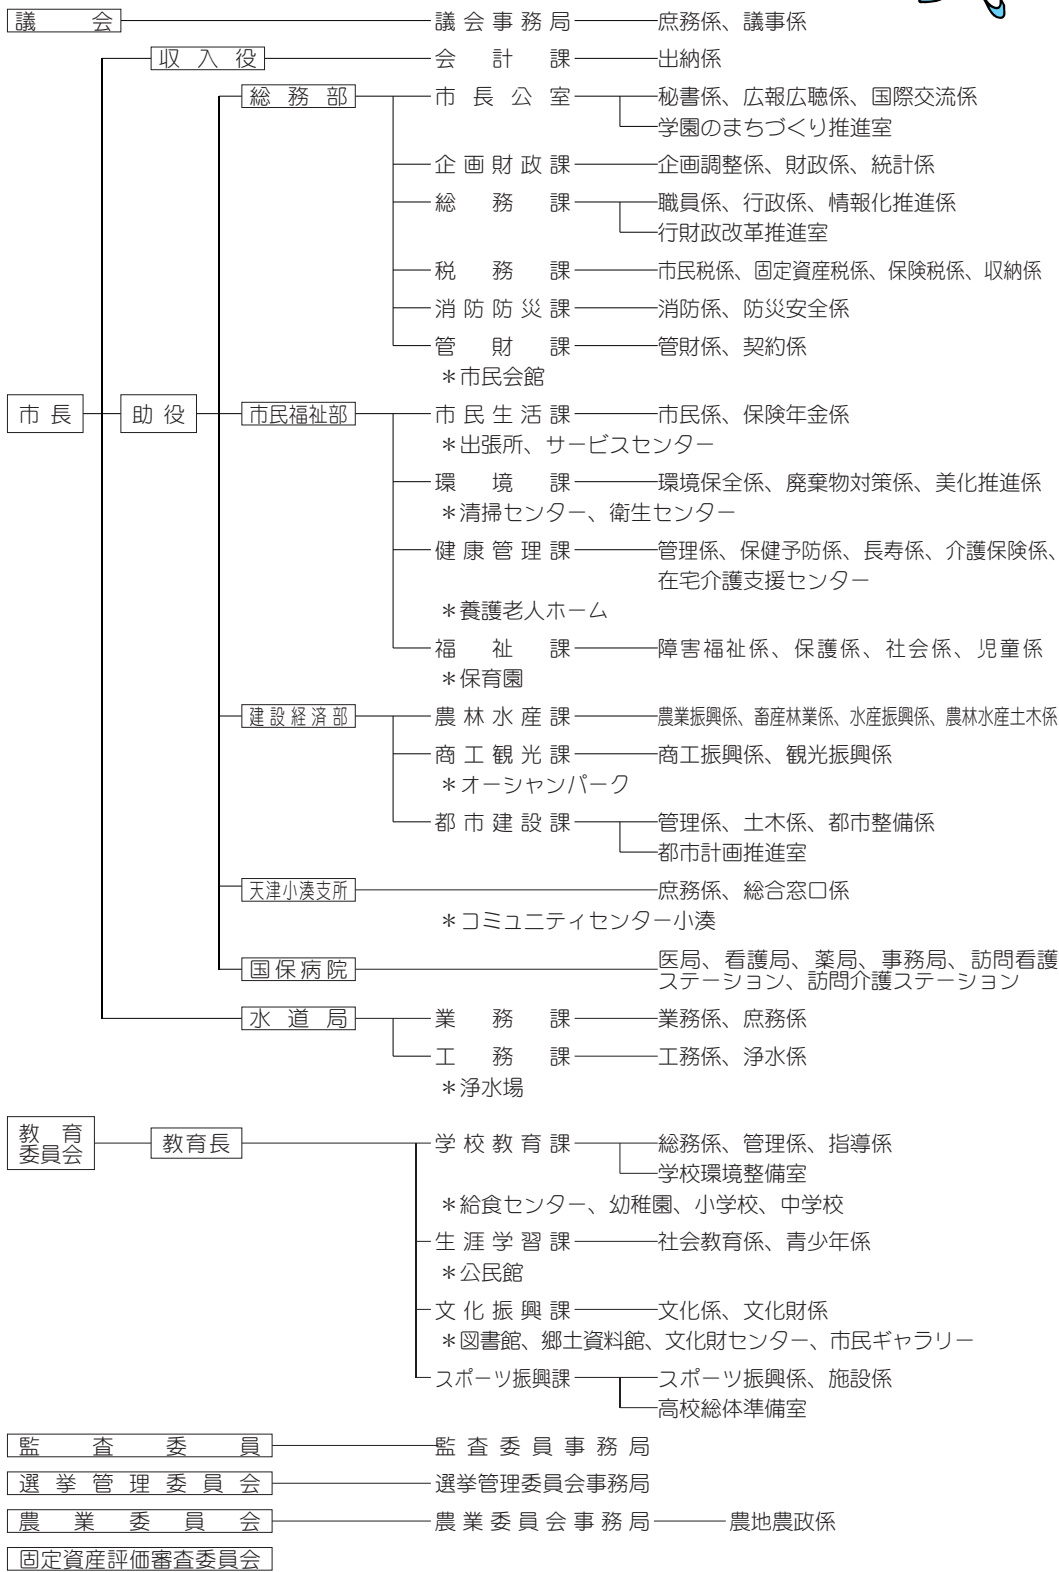 議会 議会事務局 庶務係、議事係
収入役 会計課 出納係
総務部 市長公室 秘書係、広報広聴係、国際交流係
学園のまちづくり推進室
企画財政課 企画調整係、財政係、統計係
総務課 職員係、行政係、情報化推進係
行財政改革推進室
税務課 市民税係、固定資産税係、保険税係、収納係
消防防災課 消防係、防災安全係
管財課 管財係、契約係
＊市民会館
市長 助役 市民福祉部 市民生活課 市民係、保険年金係
＊出張所、サービスセンター
環境課 環境保全係、廃棄物対策係、美化推進係
＊清掃センター、衛生センター
健康管理課 管理係、保健予防係、長寿係、介護保険係、
在宅介護支援センター
＊養護老人ホーム
福祉課 障害福祉係、保護係、社会係、児童係
＊保育園
建設経済部 農林水産課 農業振興係、畜産林業係、水産振興係、農林水産土木係
商工観光課 商工振興係、観光振興係
＊オーシャンパーク
都市建設課 管理係、土木係、都市整備係
都市計画推進室
天津小湊支所 庶務係、総合窓口係
＊コミュニティセンター小湊
国保病院 医局、看護局、薬局、事務局、訪問看護
ステーション、訪問介護ステーション
水道局 業務課 業務係、庶務係
工務課 工務係、浄水係
＊浄水場
教育
委員会 教育長 学校教育課 総務係、管理係、指導係
学校環境整備室
＊給食センター、幼稚園、小学校、中学校
生涯学習課 社会教育係、青少年係
＊公民館
文化振興課 文化係、文化財係
＊図書館、郷土資料館、文化財センター、市民ギャラリー
スポーツ振興課 スポーツ振興係、施設係
高校総体準備室
監査委員 監査委員事務局
選挙管理委員会 選挙管理委員会事務局
農業委員会 農業委員会事務局 農地農政係
固定資産評価審査委員会